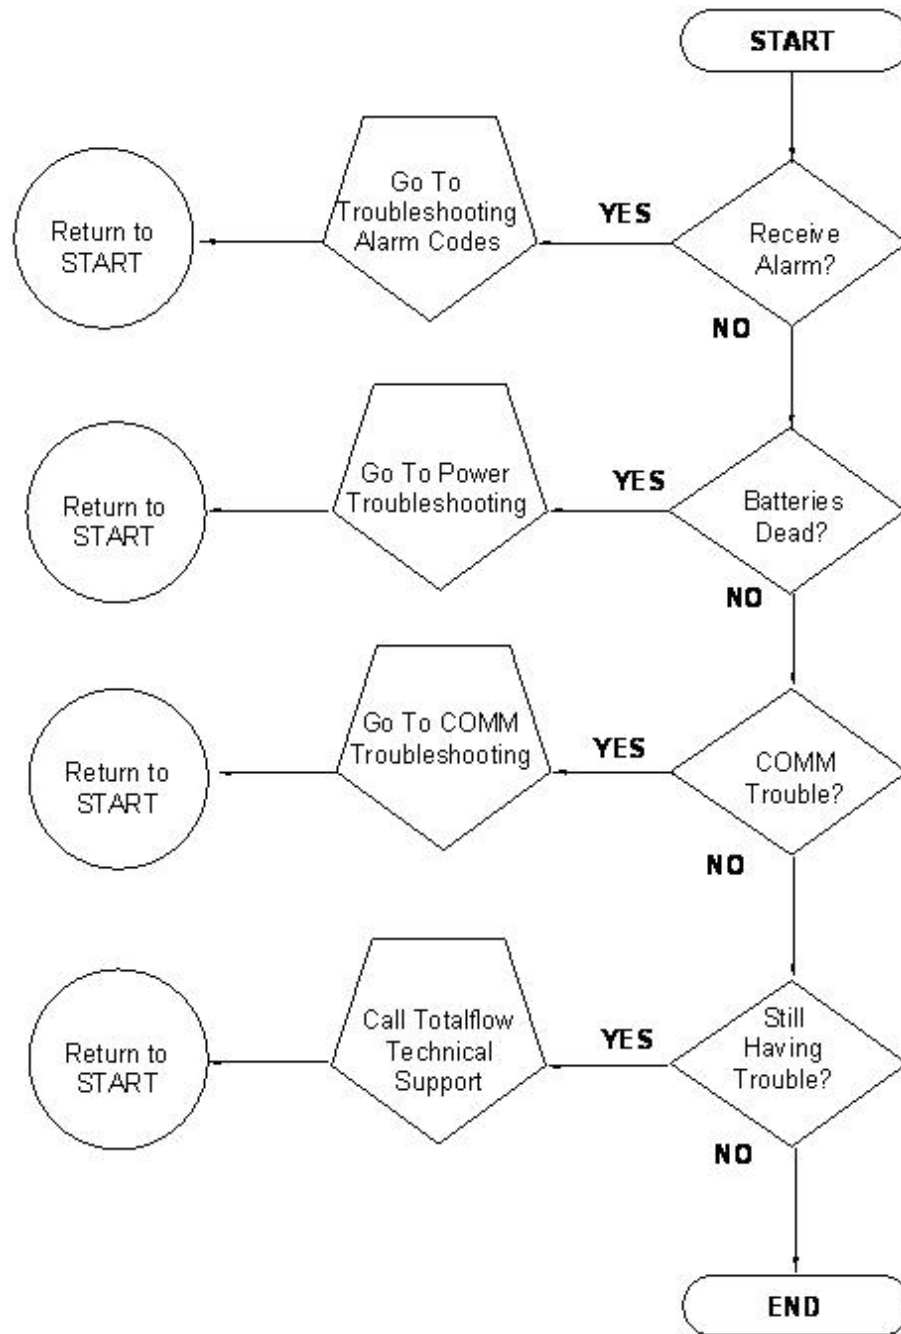 START
Receive
Alarm?
YES
Go To
Troubleshooting
Alarm Codes
Return to
START
NO
Batteries
Dead?
YES
Go To Power
Troubleshooting
Return to
START
NO
COMM
Trouble?
YES
Go To COMM
Troubleshooting
Return to
START
NO
Still
Having
Trouble?
YES
Call Totalflow
Technical
Support
Return to
START
NO
END